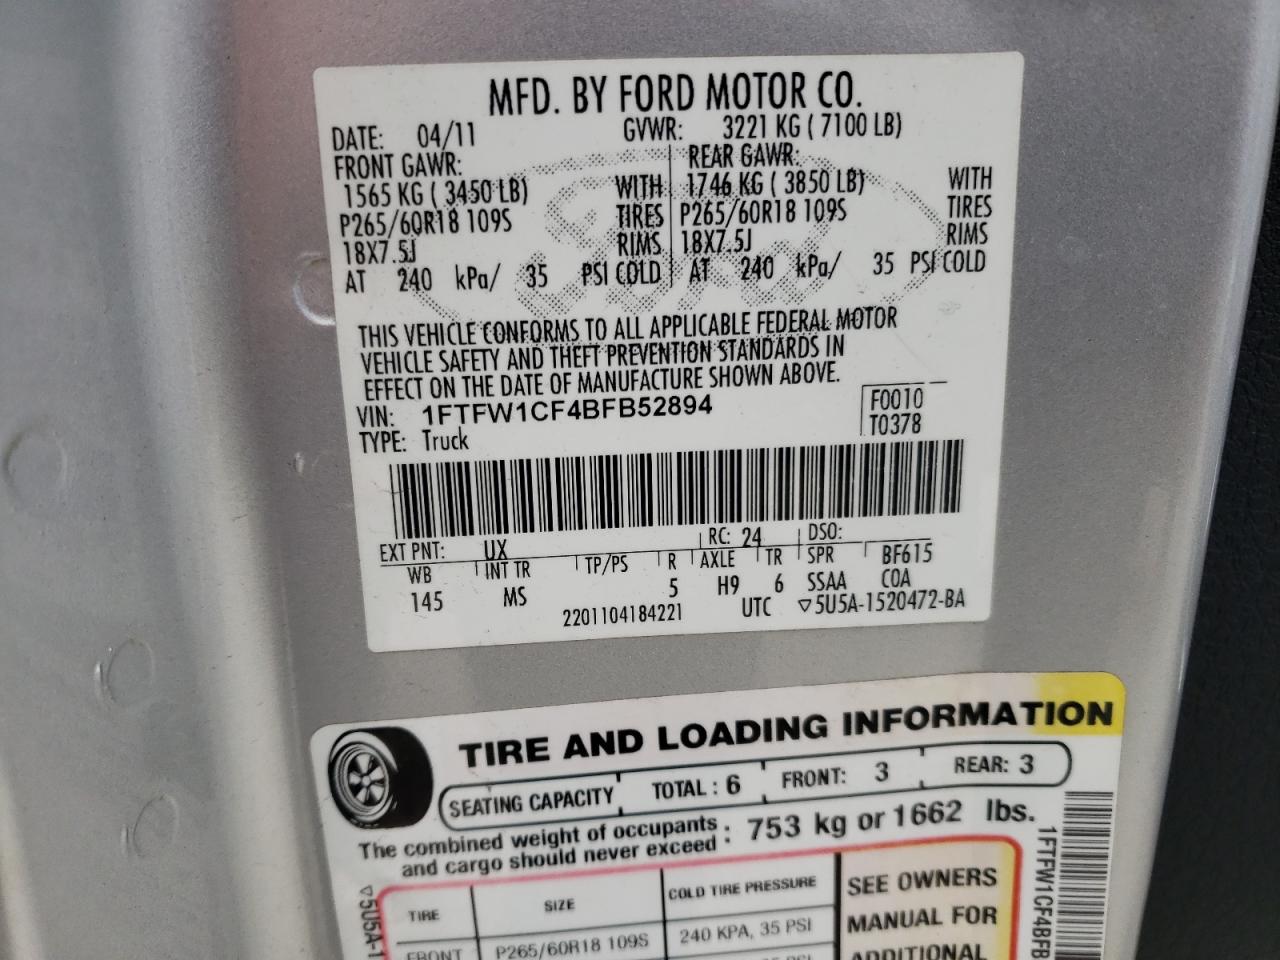 MFD. BY FORD MOTOR CO.
DATE: 04/11 GVWR: 3221 KG ( 7100 LB)
FRONT GAWR: REAR GAWR:
1565 KG ( 3450 LB) WITH 1746 KG ( 3850 LB) WITH
P265/60R18 109S TIRES P265/60R18 109S TIRES
18X7.5J RIMS 18X7.5J RIMS
AT 240 kPa/ 35 PSI COLD AT 240 kPa/ 35 PSI COLD
Ford
THIS VEHICLE CONFORMS TO ALL APPLICABLE FEDERAL MOTOR
VEHICLE SAFETY AND THEFT PREVENTION STANDARDS IN
EFFECT ON THE DATE OF MANUFACTURE SHOWN ABOVE.
VIN: 1FTFW1CF4BFB52894 F0010
TYPE: Truck T0378
EXT PNT: UX RC: 24 DSO:
WB INT TR TP/PS R AXLE TR SPR BF615
145 MS 5 H9 6 SSAA COA
2201104184221 UTC ▽5U5A-1520472-BA
TIRE AND LOADING INFORMATION
SEATING CAPACITY TOTAL : 6 FRONT: 3 REAR: 3
The combined weight of occupants
and cargo should never exceed : 753 kg or 1662 lbs.
TIRE SIZE COLD TIRE PRESSURE SEE OWNERS
FRONT P265/60R18 109S 240 KPA, 35 PSI MANUAL FOR
ADDITIONAL
▽5U5A-1
1FTFW1CF4BFB